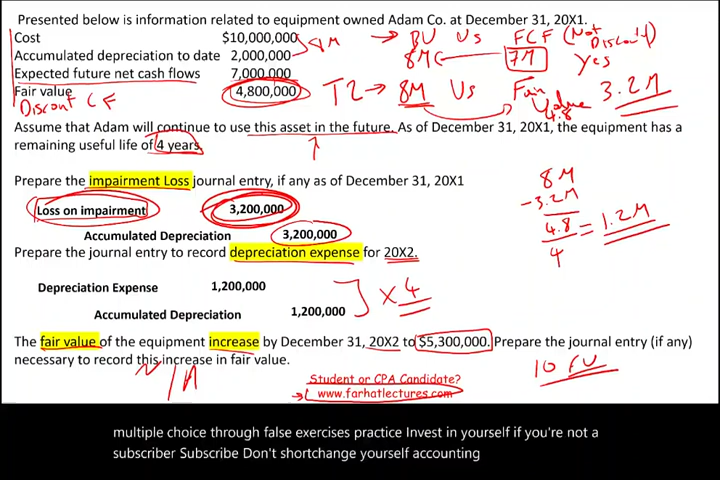 Presented below is information related to equipment owned Adam Co. at December 31, 20X1.
Cost $10,000,000
Accumulated depreciation to date 2,000,000
Expected future net cash flows 7,000,000
Fair value 4,800,000
8M
→ BV Vs FCF (Not Discount)
8M 7M Yes
Discount CF
T2 → 8M Vs Fair Value 4.8 3.2M
Assume that Adam will continue to use this asset in the future. As of December 31, 20X1, the equipment has a
remaining useful life of 4 years.
Prepare the impairment Loss journal entry, if any as of December 31, 20X1
Loss on impairment 3,200,000
Accumulated Depreciation 3,200,000
8M
-3.2M
4.8 = 1.2M
4
Prepare the journal entry to record depreciation expense for 20X2.
Depreciation Expense 1,200,000
Accumulated Depreciation 1,200,000
} X 4
The fair value of the equipment increase by December 31, 20X2 to $5,300,000. Prepare the journal entry (if any)
necessary to record this increase in fair value.
N/A
10 FV
Student or CPA Candidate?
www.farhatlectures.com
multiple choice through false exercises practice Invest in yourself if you're not a
subscriber Subscribe Don't shortchange yourself accounting